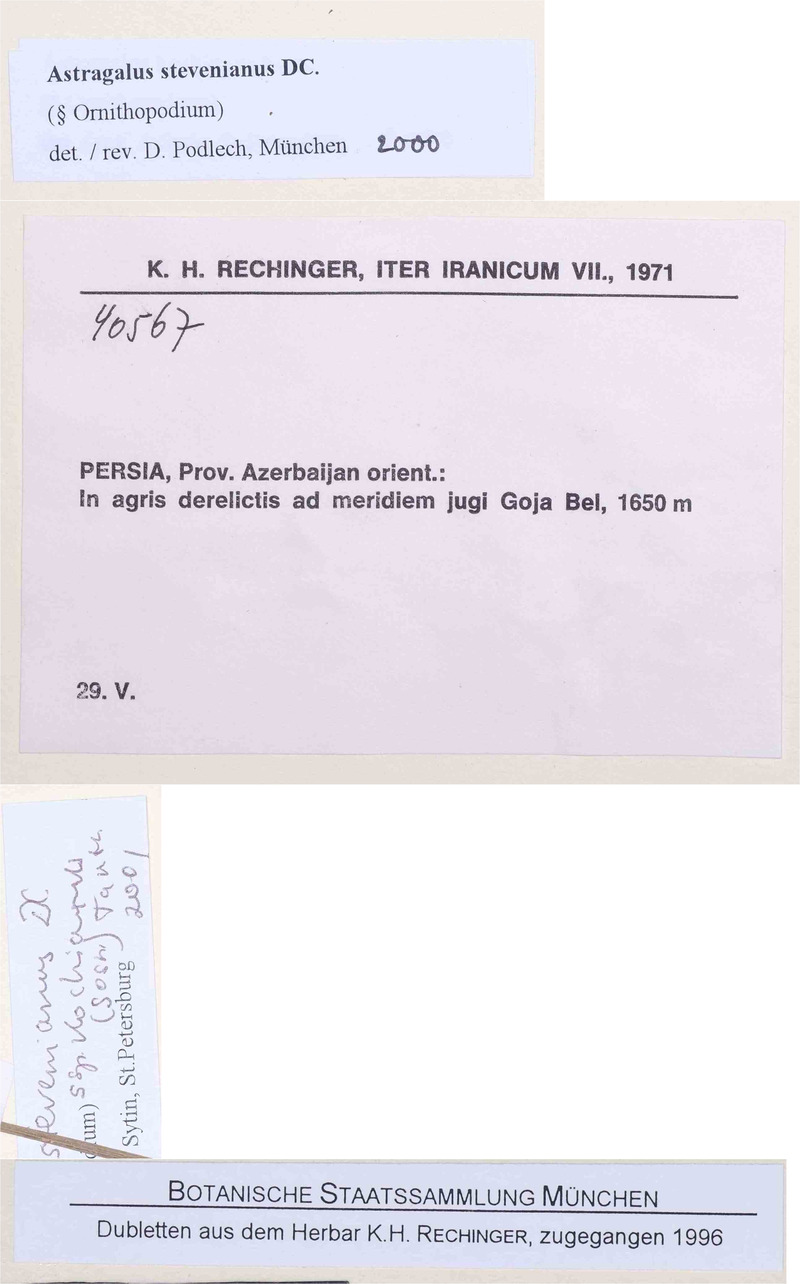 Astragalus stevenianus DC.
(§ Ornithopodium)
det. / rev. D. Podlech, München 2000
K. H. RECHINGER, ITER IRANICUM VII., 1971
40567
PERSIA, Prov. Azerbaijan orient.:
In agris derelictis ad meridiem jugi Goja Bel, 1650 m
29. V.
stevenianus DC.
ium) ssp.
(Sosn)
Sytin, St.Petersburg 2001
BOTANISCHE STAATSSAMMLUNG MÜNCHEN
Dubletten aus dem Herbar K.H. RECHINGER, zugegangen 1996